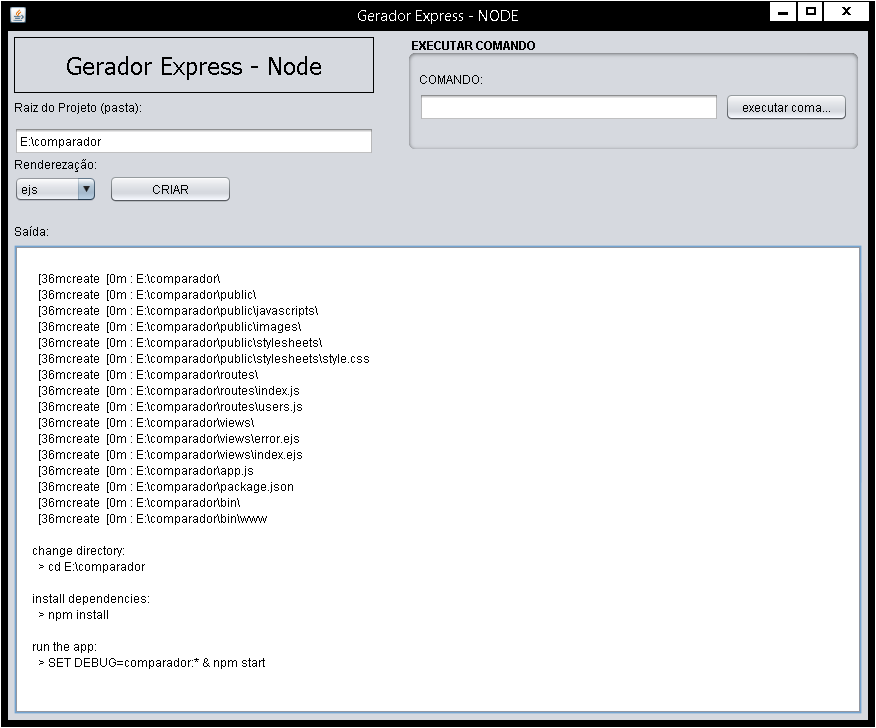 Gerador Express - NODE
Gerador Express - Node
Raiz do Projeto (pasta):
E:\comparador
Renderezação:
ejs
CRIAR
EXECUTAR COMANDO
COMANDO:
executar coma...
Saída:
[36mcreate [0m : E:\comparador\
[36mcreate [0m : E:\comparador\public\
[36mcreate [0m : E:\comparador\public\javascripts\
[36mcreate [0m : E:\comparador\public\images\
[36mcreate [0m : E:\comparador\public\stylesheets\
[36mcreate [0m : E:\comparador\public\stylesheets\style.css
[36mcreate [0m : E:\comparador\routes\
[36mcreate [0m : E:\comparador\routes\index.js
[36mcreate [0m : E:\comparador\routes\users.js
[36mcreate [0m : E:\comparador\views\
[36mcreate [0m : E:\comparador\views\error.ejs
[36mcreate [0m : E:\comparador\views\index.ejs
[36mcreate [0m : E:\comparador\app.js
[36mcreate [0m : E:\comparador\package.json
[36mcreate [0m : E:\comparador\bin\
[36mcreate [0m : E:\comparador\bin\www
change directory:
> cd E:\comparador
install dependencies:
> npm install
run the app:
> SET DEBUG=comparador:* & npm start